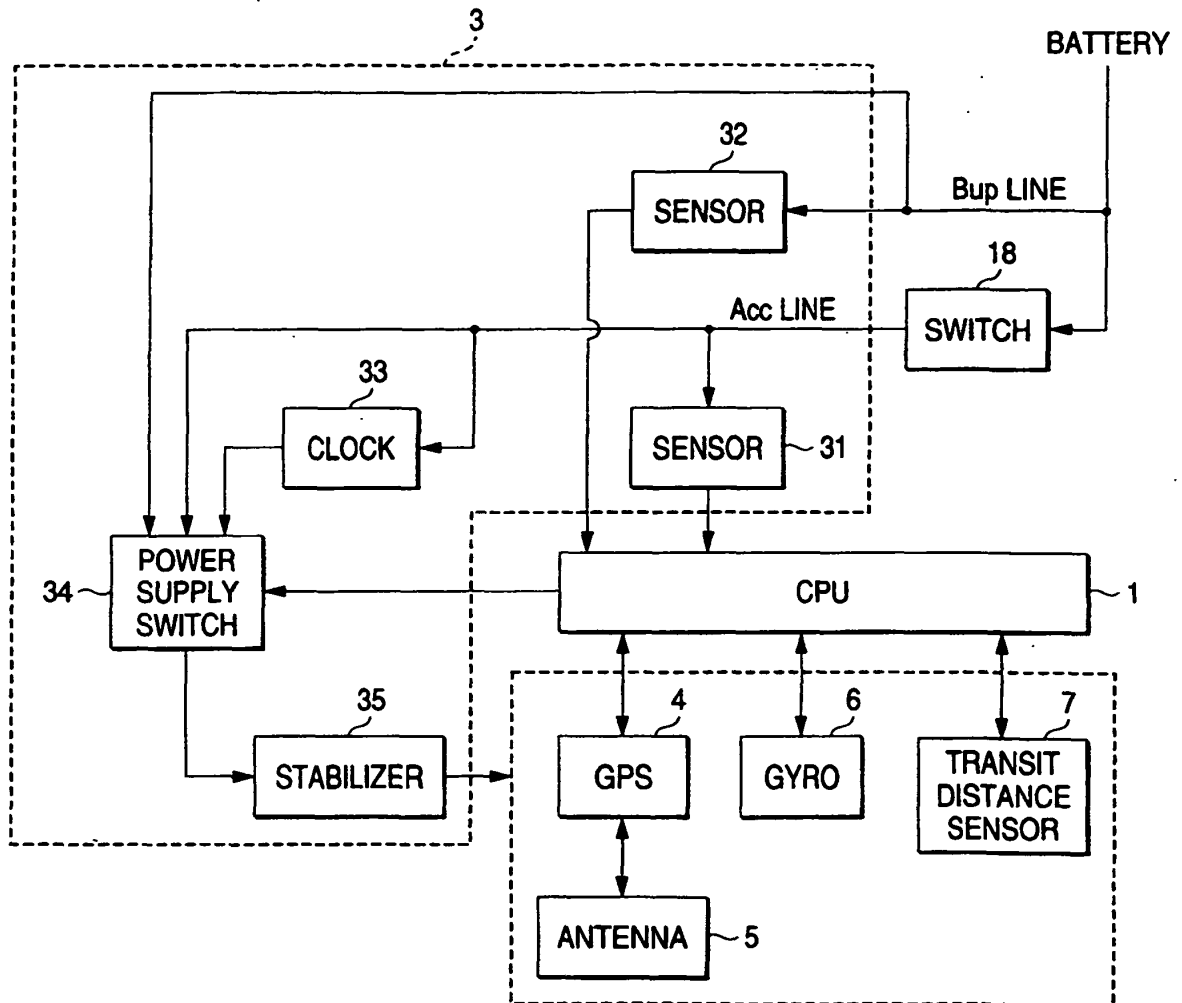 3
BATTERY
32
SENSOR
Bup LINE
18
SWITCH
Acc LINE
33
CLOCK
SENSOR
31
POWER
SUPPLY
SWITCH
34
CPU
1
35
STABILIZER
4
GPS
6
GYRO
7
TRANSIT
DISTANCE
SENSOR
ANTENNA
5